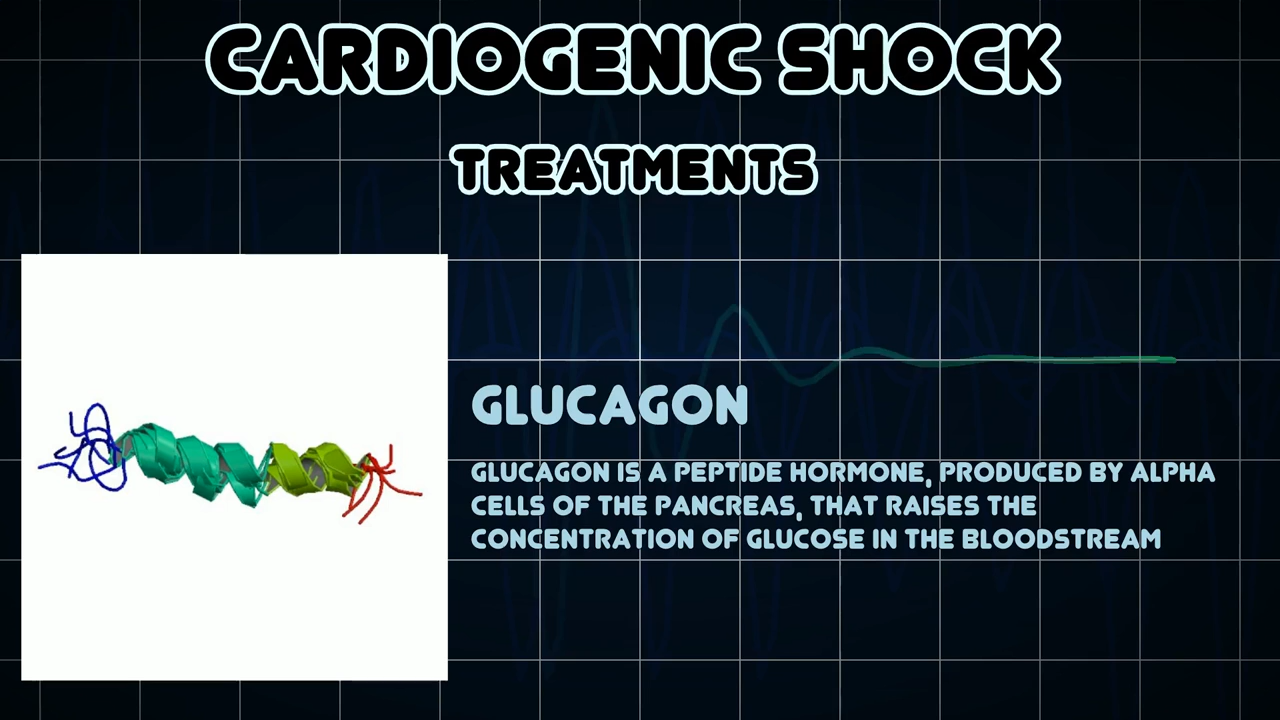 CARDIOGENIC SHOCK
TREATMENTS
GLUCAGON
GLUCAGON IS A PEPTIDE HORMONE, PRODUCED BY ALPHA
CELLS OF THE PANCREAS, THAT RAISES THE
CONCENTRATION OF GLUCOSE IN THE BLOODSTREAM